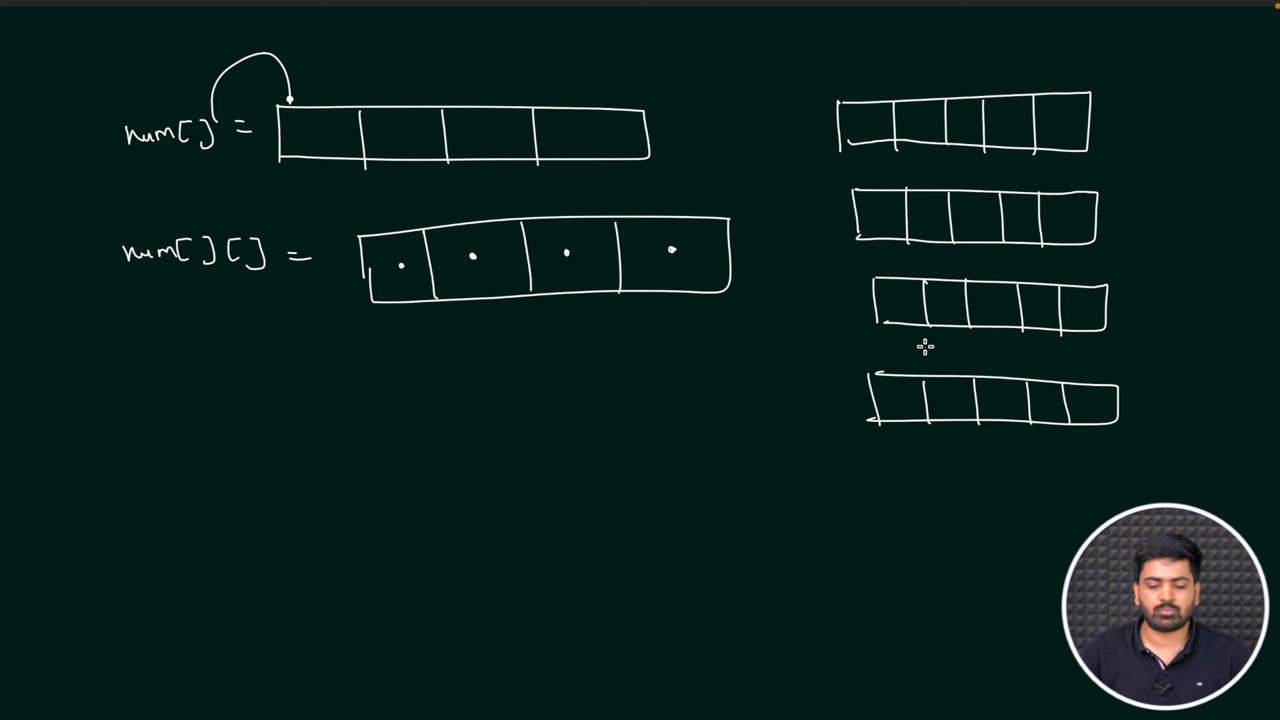 num[] =
num[][] =